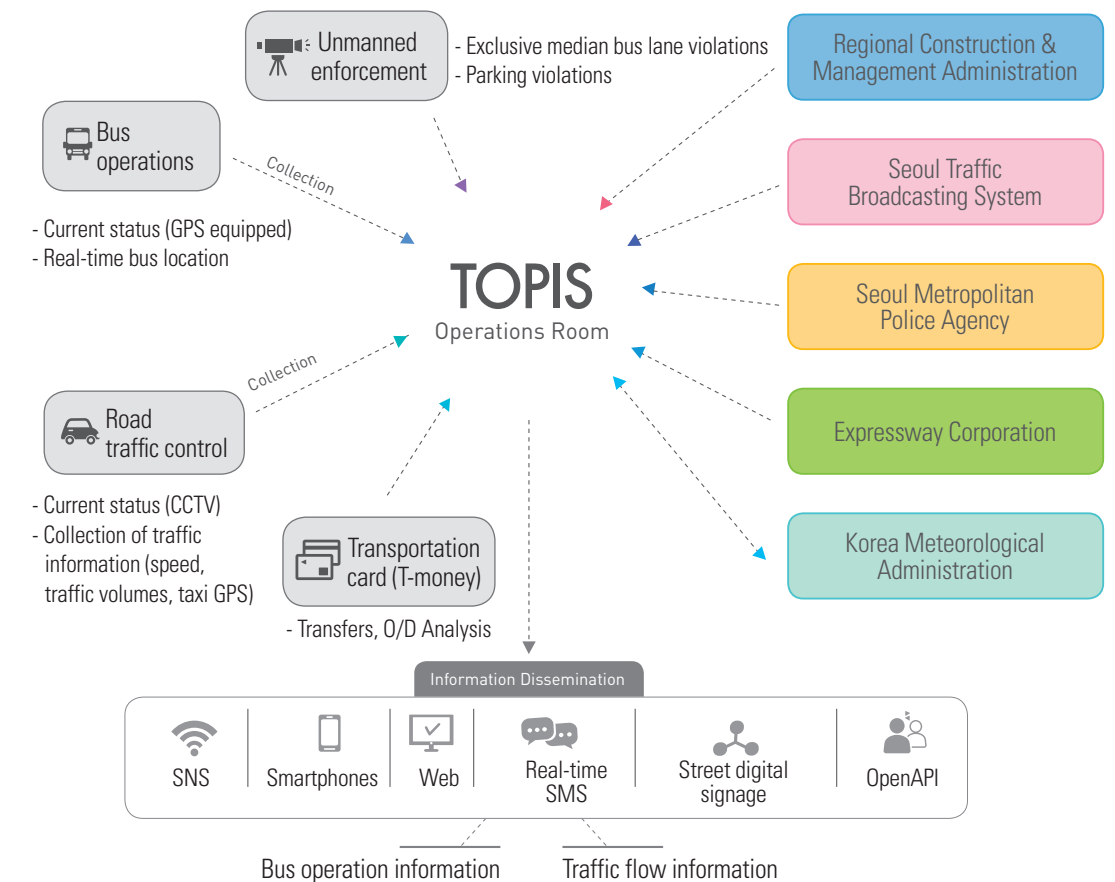 Unmanned
enforcement
- Exclusive median bus lane violations
- Parking violations
Bus
operations
- Current status (GPS equipped)
- Real-time bus location
Collection
Regional Construction &
Management Administration
Seoul Traffic
Broadcasting System
Seoul Metropolitan
Police Agency
Expressway Corporation
Korea Meteorological
Administration
TOPIS
Operations Room
Collection
Road
traffic control
- Current status (CCTV)
- Collection of traffic
information (speed,
traffic volumes, taxi GPS)
Transportation
card (T-money)
- Transfers, O/D Analysis
Information Dissemination
SNS
Smartphones
Web
Real-time
SMS
Street digital
signage
OpenAPI
Bus operation information
Traffic flow information